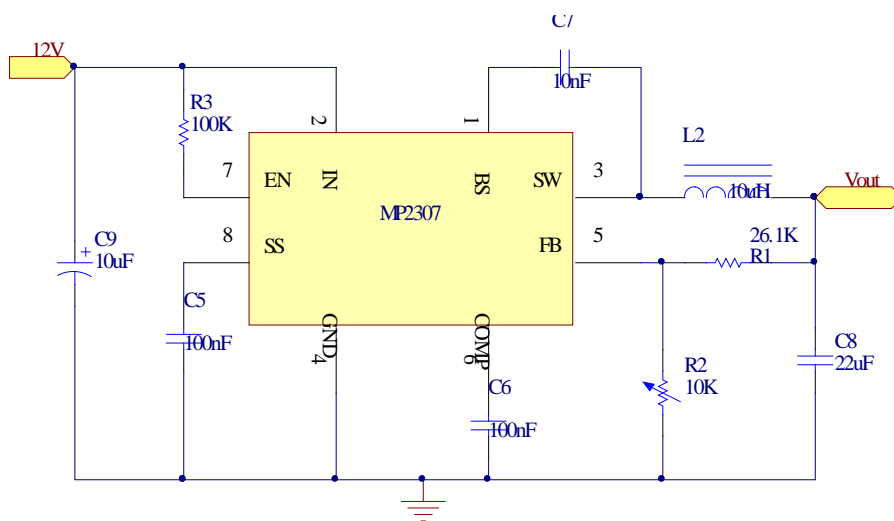 C7
12V
10nF
R3
100K
2
1
L2
7
EN
IN
BS
SW
3
10uH
Vout
MP2307
8
SS
FB
5
26.1K
R1
C9
+
10uF
C5
100nF
GND
4
COMP
6
C6
100nF
R2
10K
C8
22uF